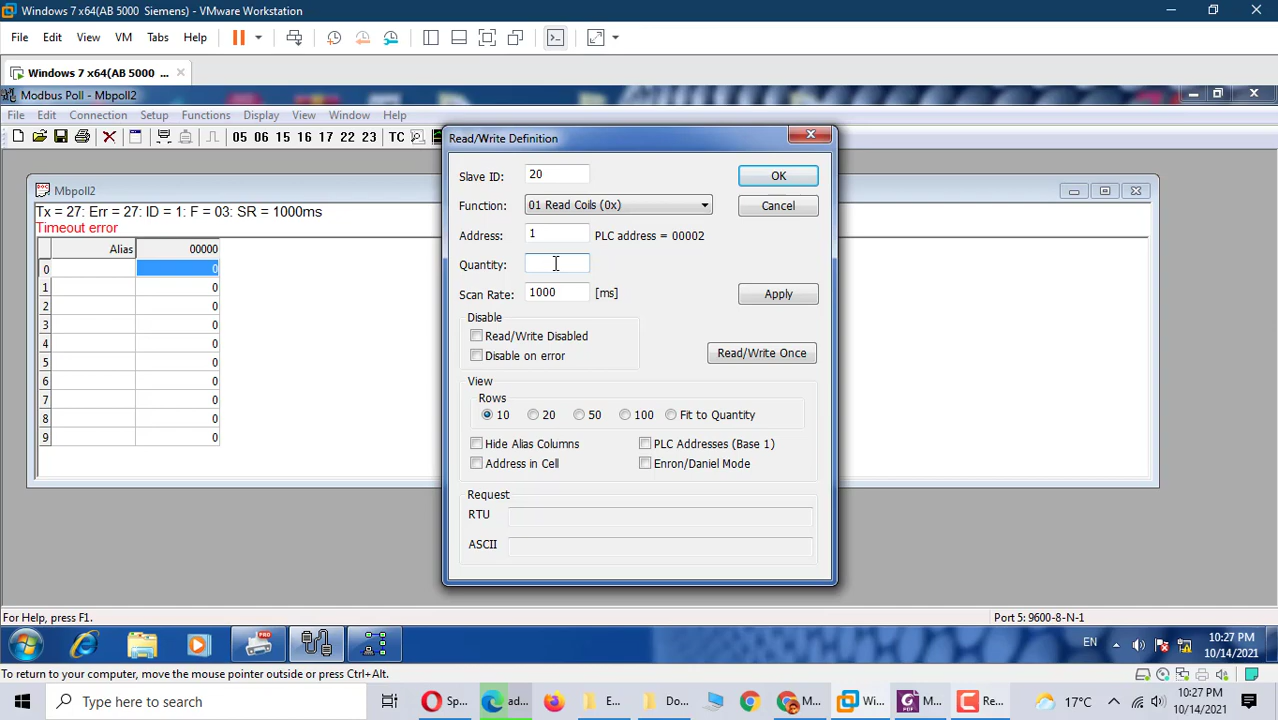 Windows 7 x64(AB 5000 Siemens) - VMware Workstation
File Edit View VM Tabs Help
Windows 7 x64(AB 5000 ...
Modbus Poll - Mbpoll2
File Edit Connection Setup Functions Display View Window Help
05 06 15 16 17 22 23 TC
Mbpoll2
Tx = 27: Err = 27: ID = 1: F = 03: SR = 1000ms
Timeout error
Alias 00000
0 0
1 0
2 0
3 0
4 0
5 0
6 0
7 0
8 0
9 0
Read/Write Definition
Slave ID: 20 OK
Function: 01 Read Coils (0x) Cancel
Address: 1 PLC address = 00002
Quantity:
Scan Rate: 1000 [ms] Apply
Disable
Read/Write Disabled
Disable on error
Read/Write Once
View
Rows
10 20 50 100 Fit to Quantity
Hide Alias Columns PLC Addresses (Base 1)
Address in Cell Enron/Daniel Mode
Request
RTU
ASCII
For Help, press F1. Port 5: 9600-8-N-1
PRO EN 10:27 PM
10/14/2021
To return to your computer, move the mouse pointer outside or press Ctrl+Alt.
Type here to search Sp... ad... E... Do... M... Wi... M... Re... 17°C 10:27 PM
10/14/2021